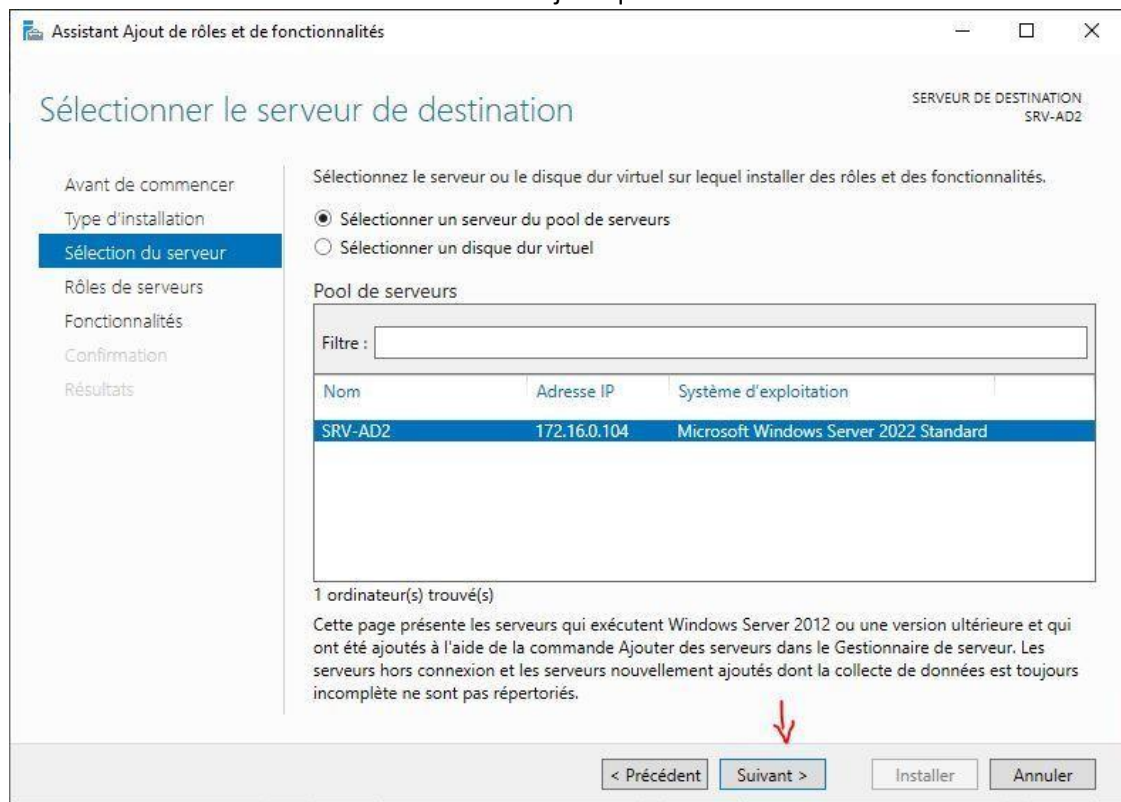 Assistant Ajout de rôles et de fonctionnalités
Sélectionner le serveur de destination
SERVEUR DE DESTINATION
SRV-AD2
Avant de commencer
Type d'installation
Sélection du serveur
Rôles de serveurs
Fonctionnalités
Confirmation
Résultats
Sélectionnez le serveur ou le disque dur virtuel sur lequel installer des rôles et des fonctionnalités.
Sélectionner un serveur du pool de serveurs
Sélectionner un disque dur virtuel
Pool de serveurs
Filtre :
Nom Adresse IP Système d'exploitation
SRV-AD2 172.16.0.104 Microsoft Windows Server 2022 Standard
1 ordinateur(s) trouvé(s)
Cette page présente les serveurs qui exécutent Windows Server 2012 ou une version ultérieure et qui
ont été ajoutés à l'aide de la commande Ajouter des serveurs dans le Gestionnaire de serveur. Les
serveurs hors connexion et les serveurs nouvellement ajoutés dont la collecte de données est toujours
incomplète ne sont pas répertoriés.
< Précédent Suivant > Installer Annuler